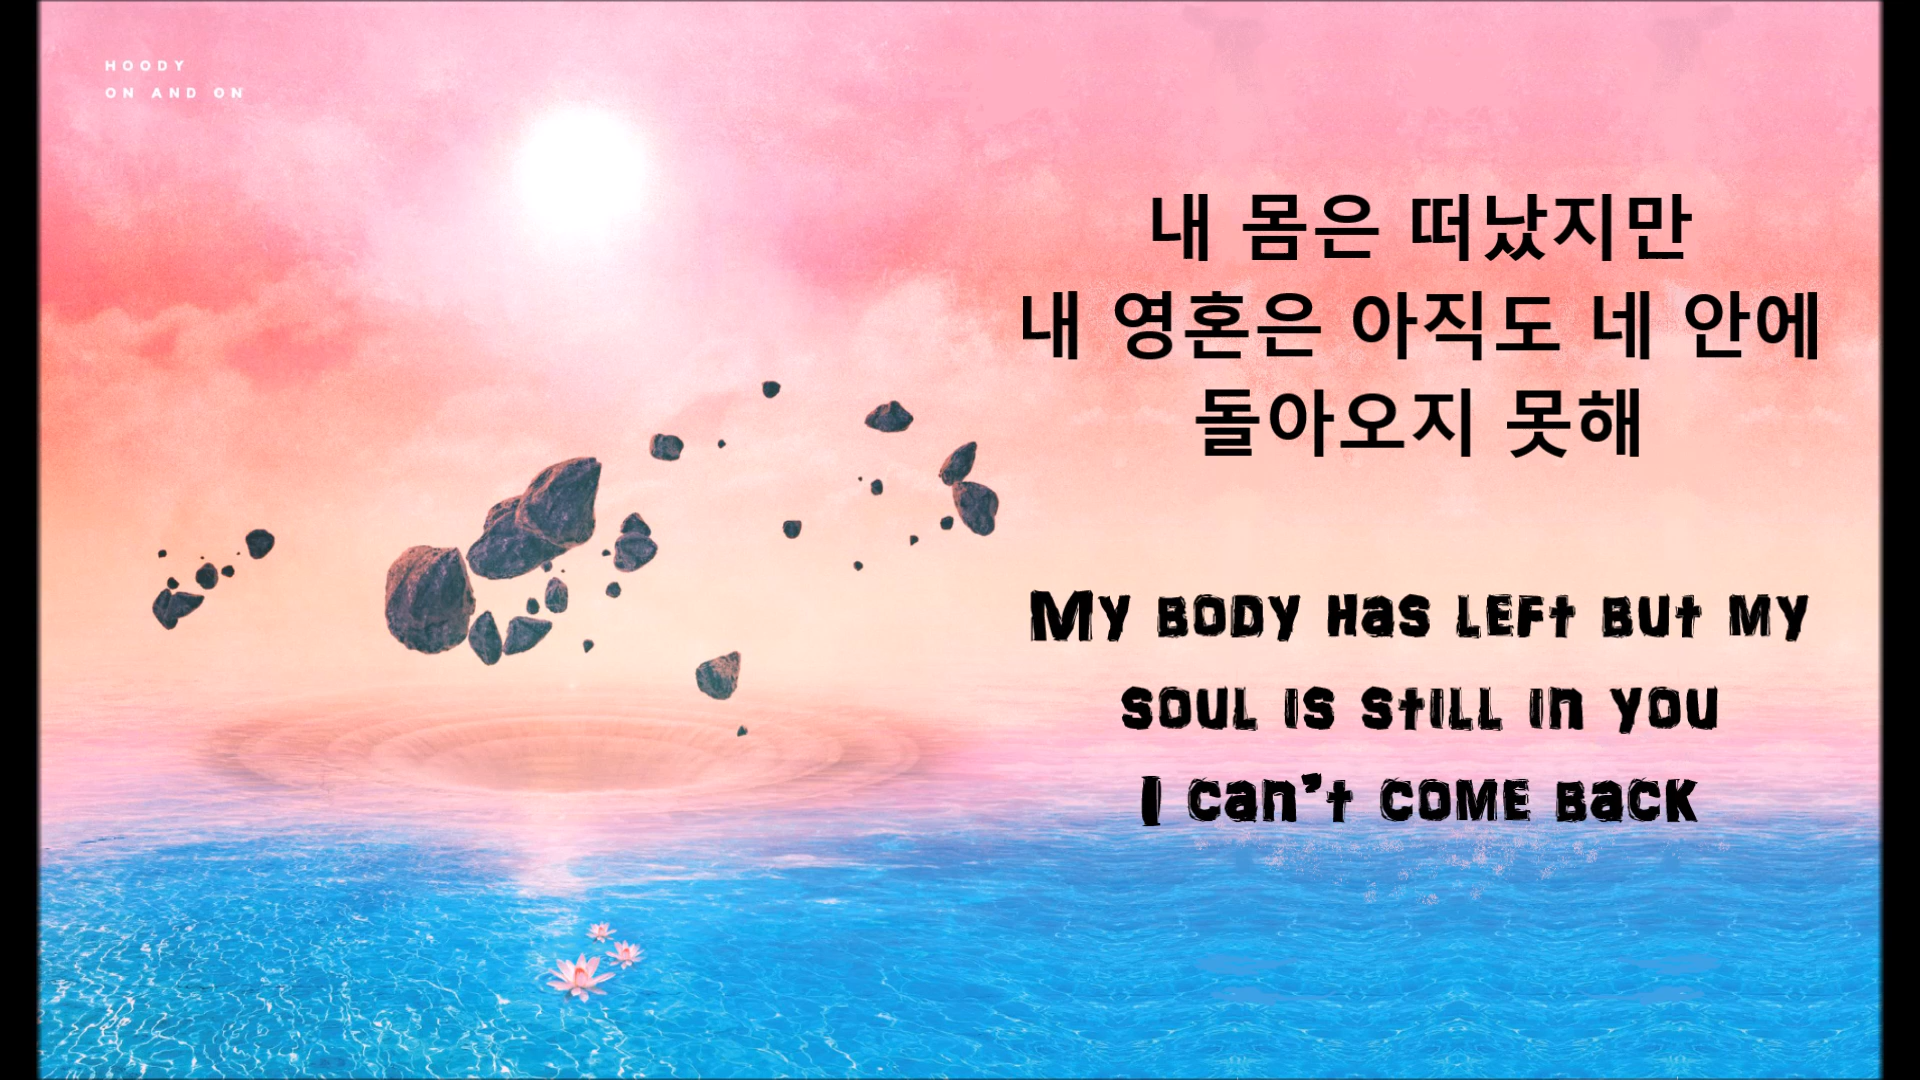 HOODY
ON AND ON
내 몸은 떠났지만
내 영혼은 아직도 네 안에
돌아오지 못해
My body has left but my
soul is still in you
I can't come back